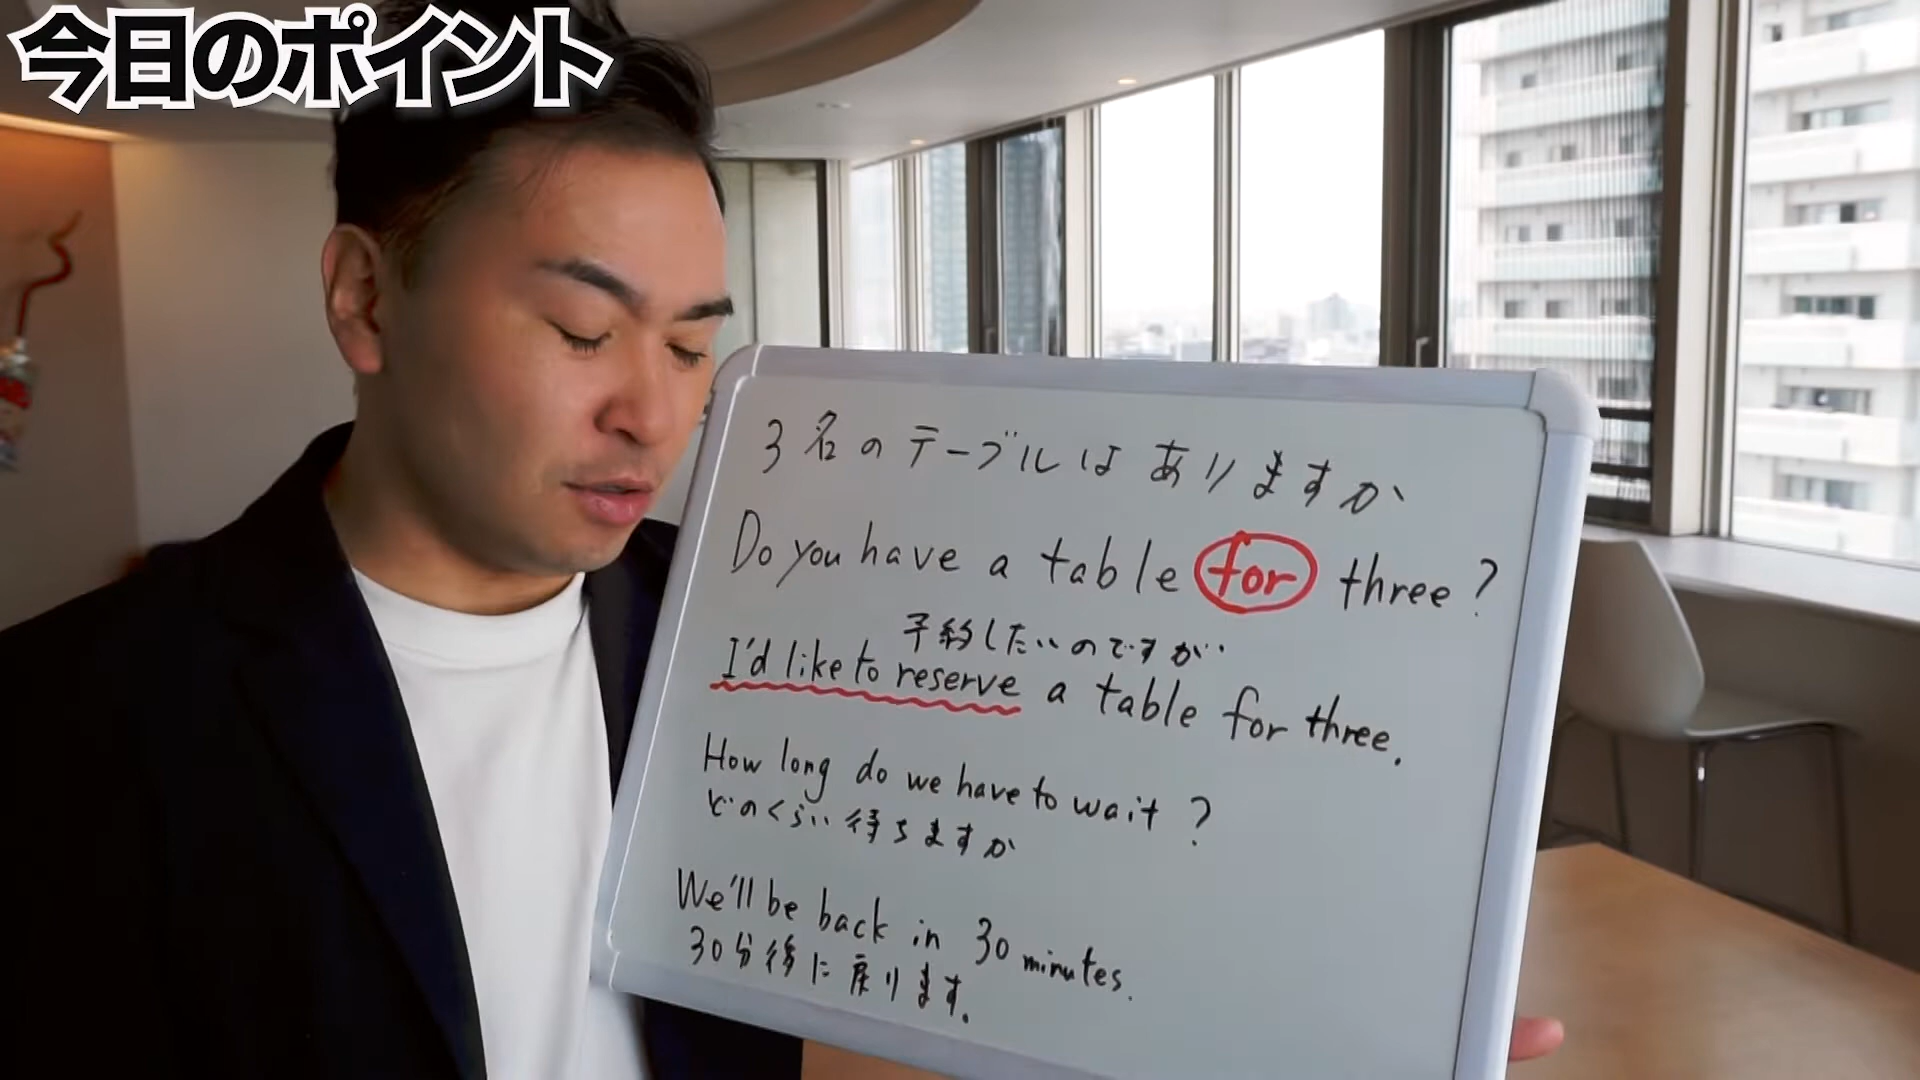 今日のポイント
3名のテーブルはありますか
Do you have a table for three?
予約したいのですが‥
I'd like to reserve a table for three.
How long do we have to wait?
どのくらい待ちますか
We'll be back in 30 minutes.
30分後に戻ります。